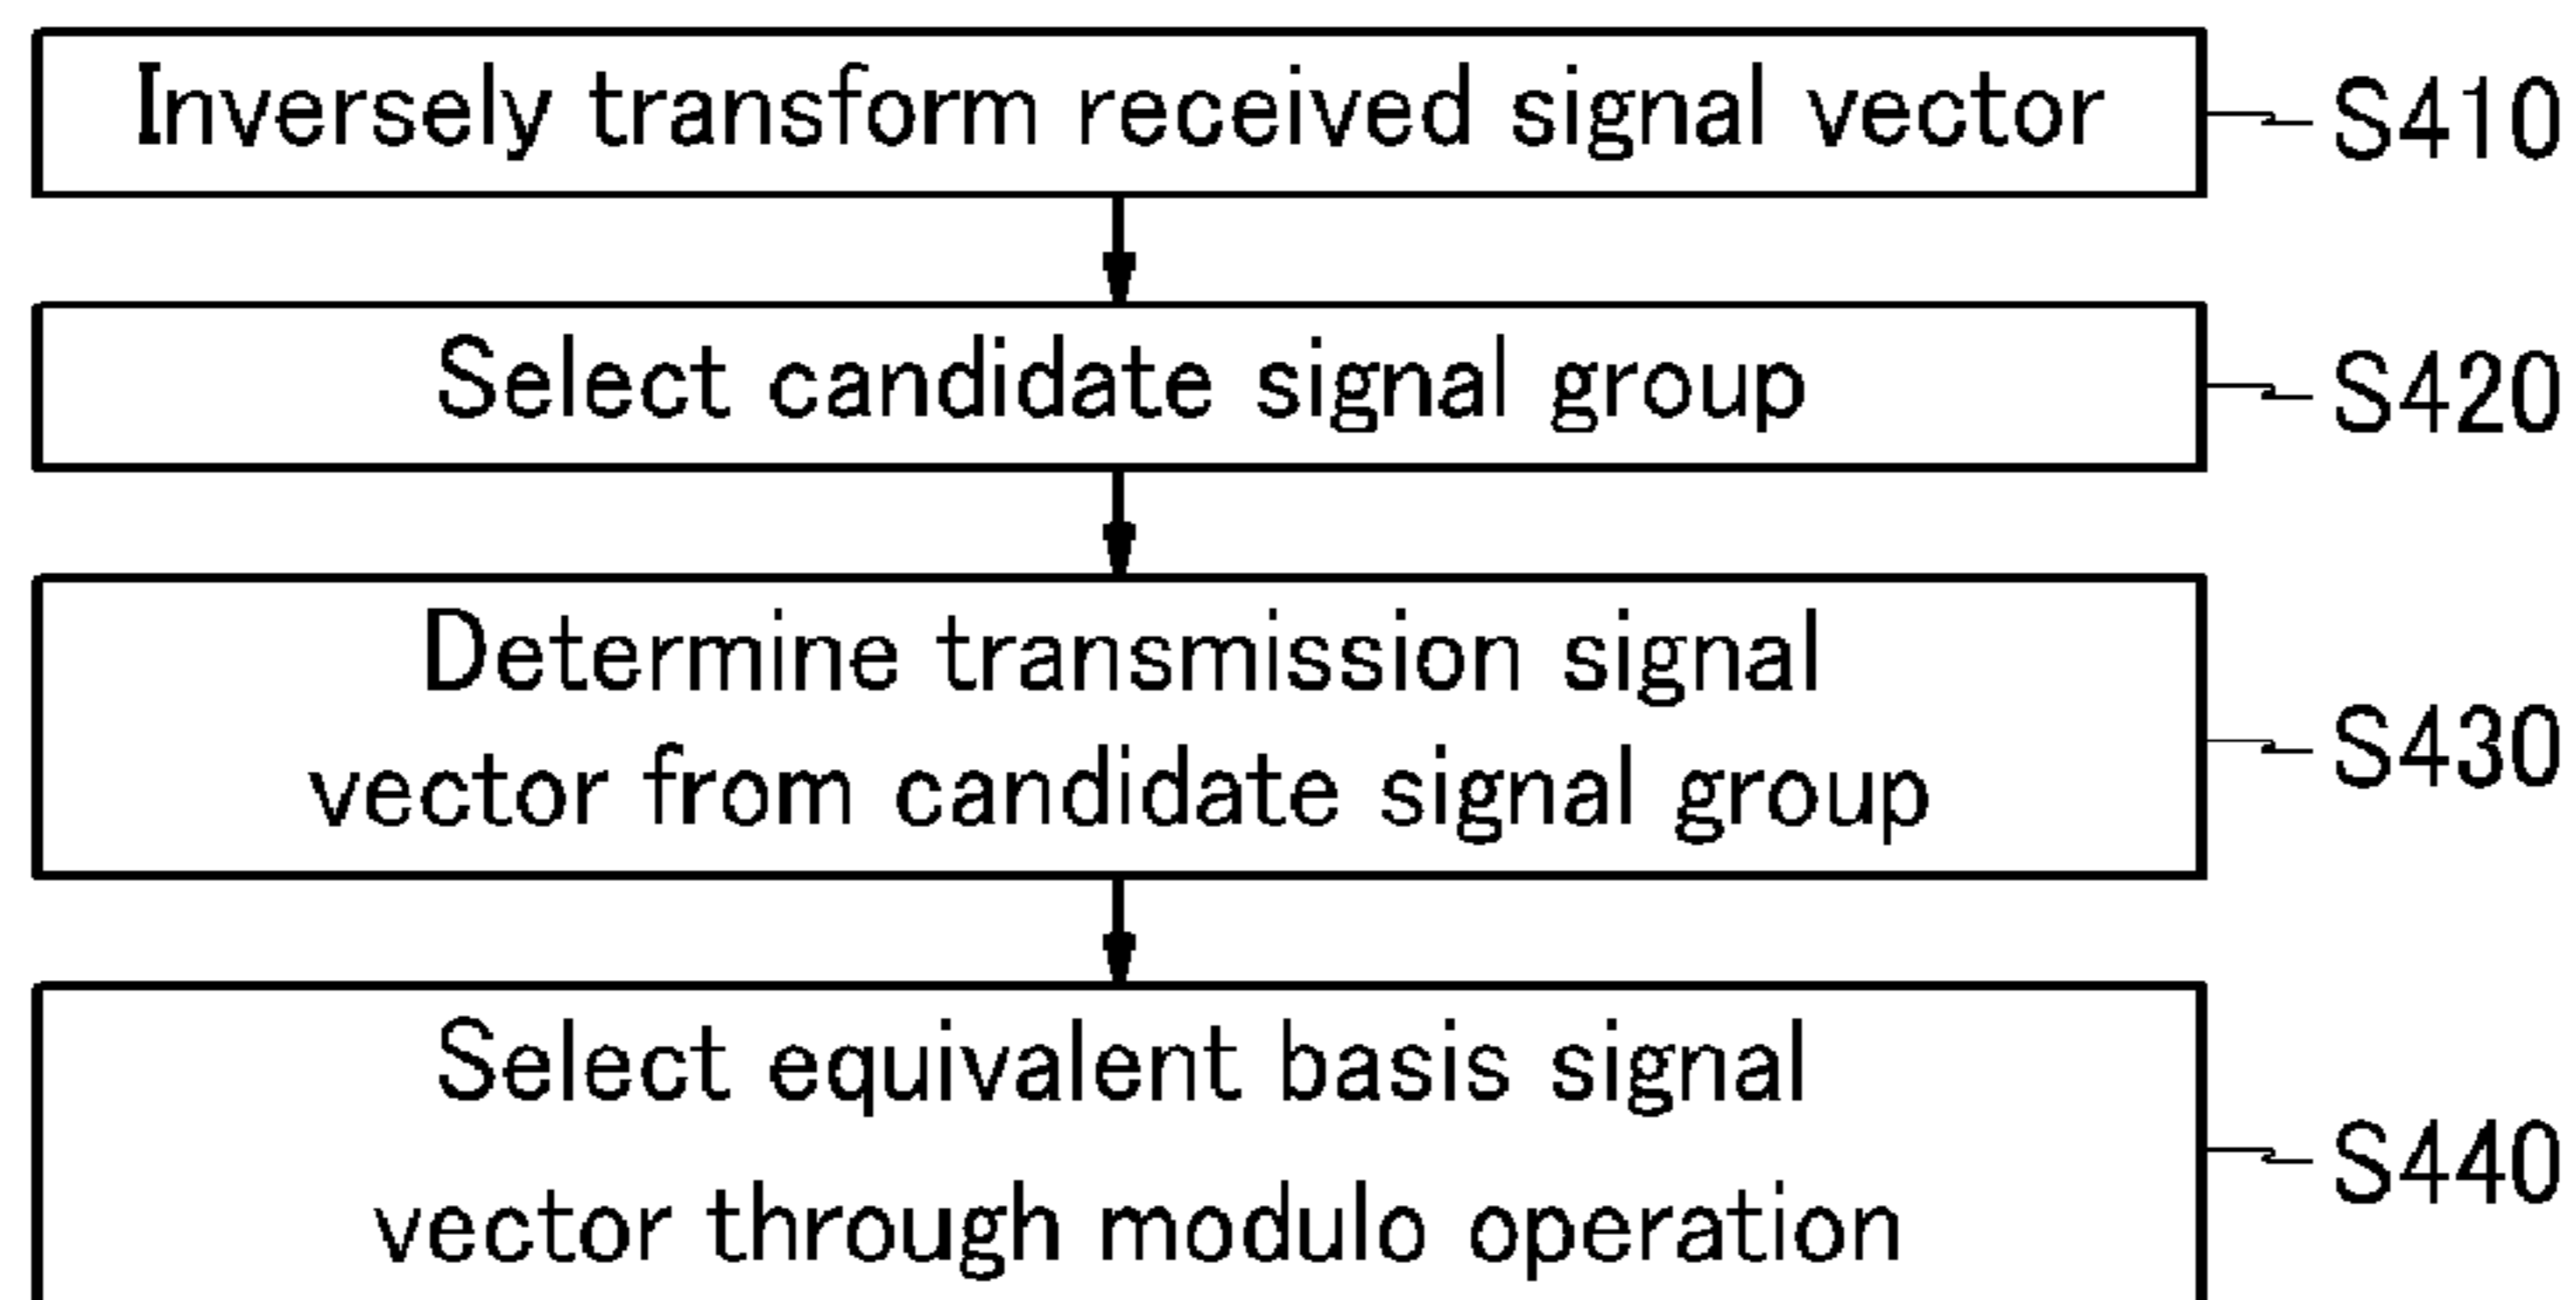 Inversely transform received signal vector
S410
Select candidate signal group
S420
Determine transmission signal
vector from candidate signal group
S430
Select equivalent basis signal
vector through modulo operation
S440